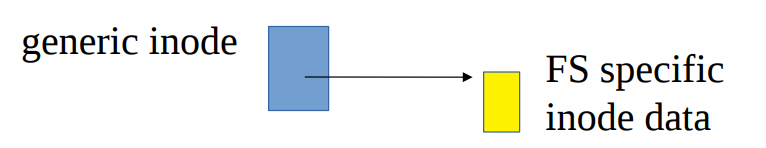 generic inode
FS specific
inode data